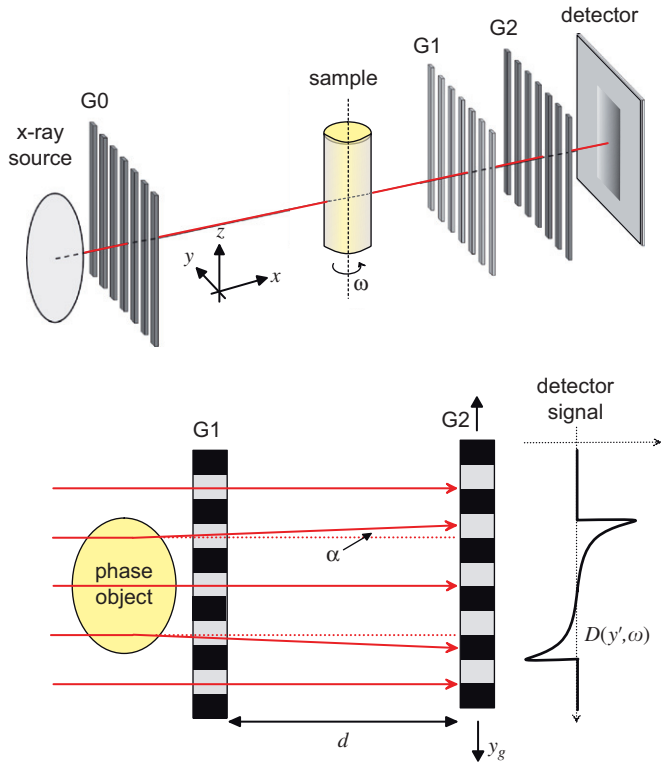 detector
G2
G1
sample
G0
x-ray
source
z
y
x
ω
detector
signal
G1
G2
α
phase
object
D(y′,ω)
d
y_g